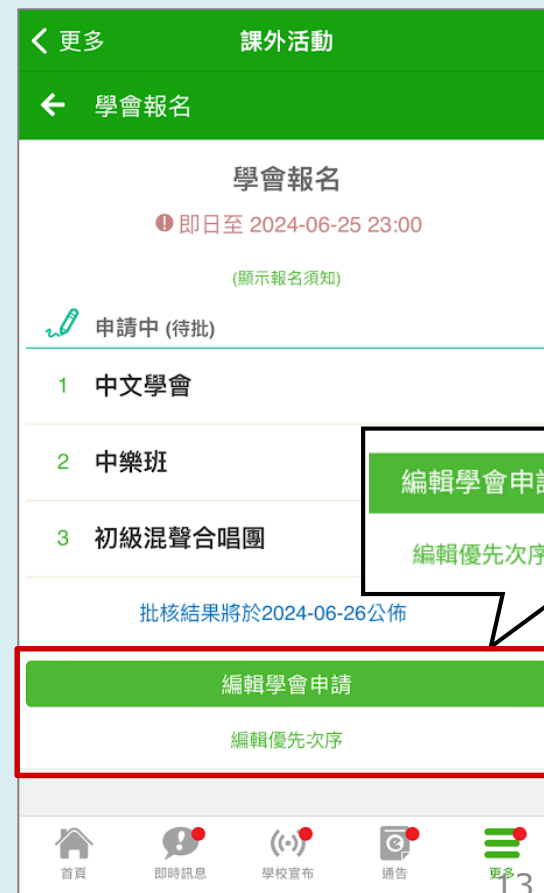 更多 課外活動
學會報名
學會報名
即日至 2024-06-25 23:00
(顯示報名須知)
申請中 (待批)
1 中文學會
2 中樂班
3 初級混聲合唱團
編輯學會申請
編輯優先次序
批核結果將於2024-06-26公佈
編輯學會申請
編輯優先次序
首頁 即時訊息 學校宣布 通告 更多
13